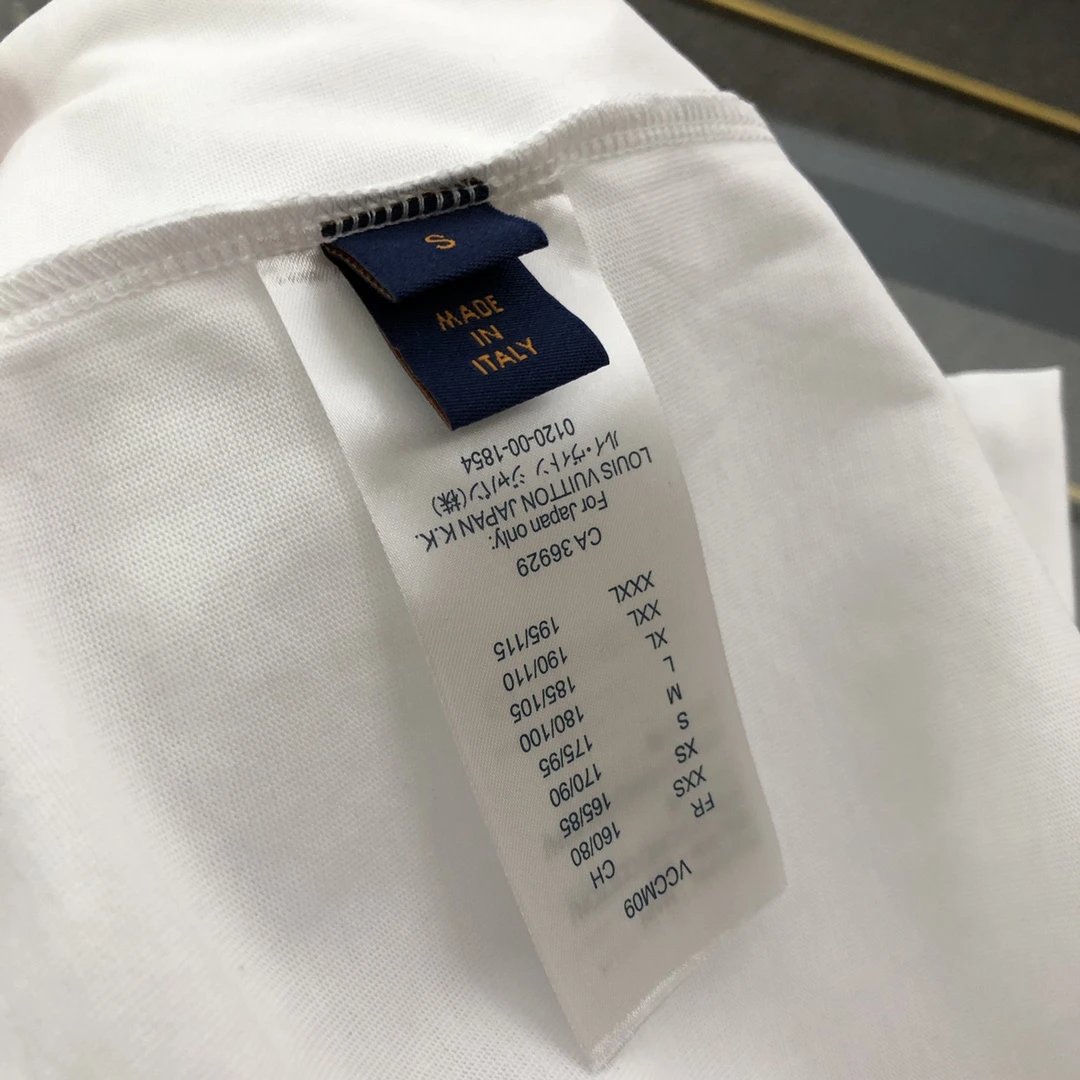 S
MADE
IN
ITALY
VCCM09
FR CH
XXS 160/80
XS 165/85
S 170/90
M 175/95
L 180/100
XL 185/105
XXL 190/110
XXXL 195/115
CA 36929
For Japan only:
LOUIS VUITTON JAPAN K.K.
ルイ・ヴィトン ジャパン(株)
0120-00-1854